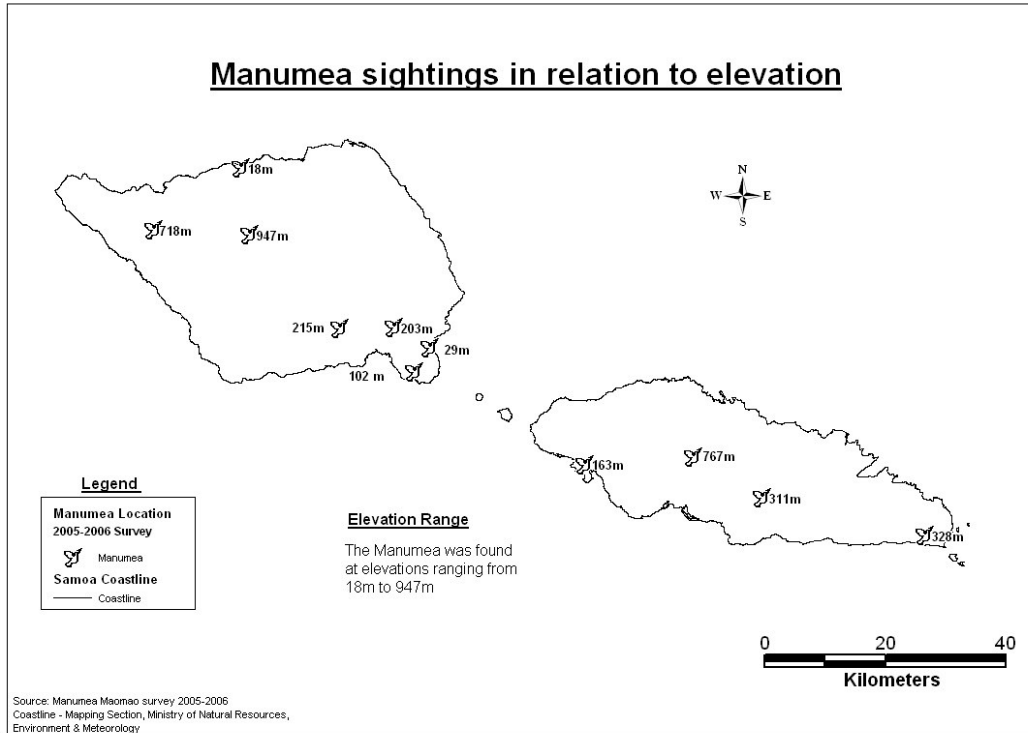 Manumea sightings in relation to elevation
18m
N
W E
S
718m
947m
215m
203m
29m
102 m
163m
767m
311m
328m
Legend
Manumea Location
2005-2006 Survey
Manumea
Samoa Coastline
Coastline
Elevation Range
The Manumea was found
at elevations ranging from
18m to 947m
0 20 40
Kilometers
Source: Manumea Maomao survey 2005-2006
Coastline - Mapping Section, Ministry of Natural Resources,
Environment & Meteorology